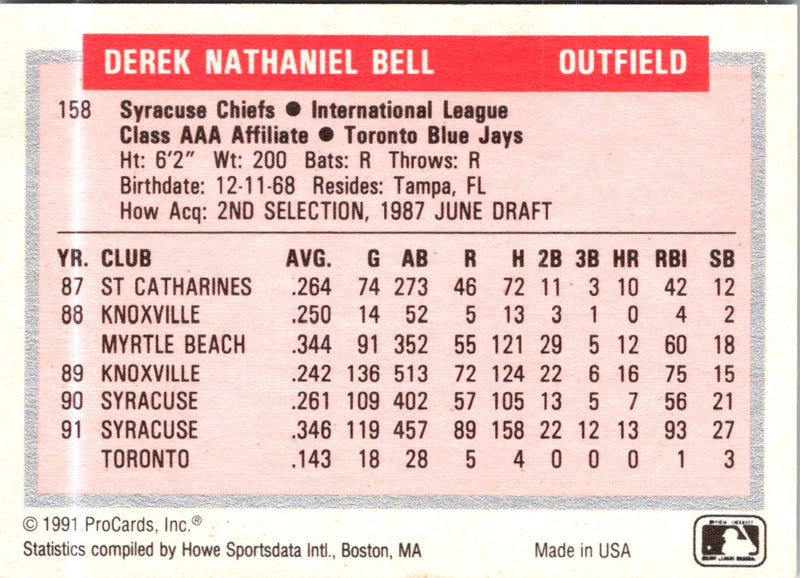 DEREK NATHANIEL BELL OUTFIELD
158 Syracuse Chiefs ● International League
Class AAA Affiliate ● Toronto Blue Jays
Ht: 6'2" Wt: 200 Bats: R Throws: R
Birthdate: 12-11-68 Resides: Tampa, FL
How Acq: 2ND SELECTION, 1987 JUNE DRAFT
YR. CLUB AVG. G AB R H 2B 3B HR RBI SB
87 ST CATHARINES .264 74 273 46 72 11 3 10 42 12
88 KNOXVILLE .250 14 52 5 13 3 1 0 4 2
MYRTLE BEACH .344 91 352 55 121 29 5 12 60 18
89 KNOXVILLE .242 136 513 72 124 22 6 16 75 15
90 SYRACUSE .261 109 402 57 105 13 5 7 56 21
91 SYRACUSE .346 119 457 89 158 22 12 13 93 27
TORONTO .143 18 28 5 4 0 0 0 1 3
© 1991 ProCards, Inc.®
Statistics compiled by Howe Sportsdata Intl., Boston, MA Made in USA